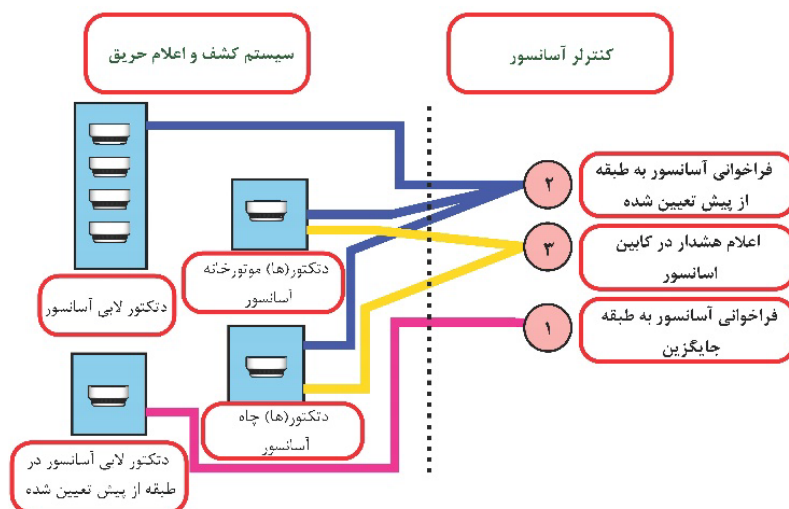 کنترلر آسانسور
سیستم کشف و اعلام حریق
۲
فراخوانی آسانسور به طبقه
از پیش تعیین شده
۳
اعلام هشدار در کابین
اسانسور
۱
فراخوانی آسانسور به طبقه
جایگزین
دتکتور(ها) موتورخانه
آسانسور
دتکتور لابی آسانسور
دتکتور(ها) چاه
آسانسور
دتکتور لابی آسانسور در
طبقه از پیش تعیین شده